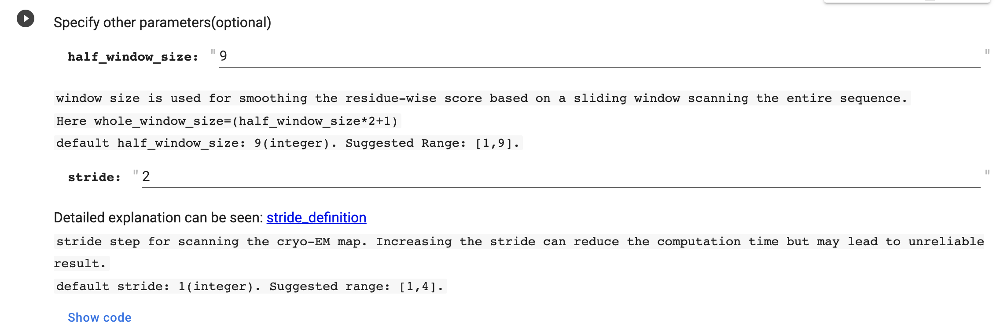 Specify other parameters(optional)
half_window_size: "9"
window size is used for smoothing the residue-wise score based on a sliding window scanning the entire sequence.
Here whole_window_size=(half_window_size*2+1)
default half_window_size: 9(integer). Suggested Range: [1,9].
stride: "2"
Detailed explanation can be seen: stride_definition
stride step for scanning the cryo-EM map. Increasing the stride can reduce the computation time but may lead to unreliable
result.
default stride: 1(integer). Suggested range: [1,4].
Show code